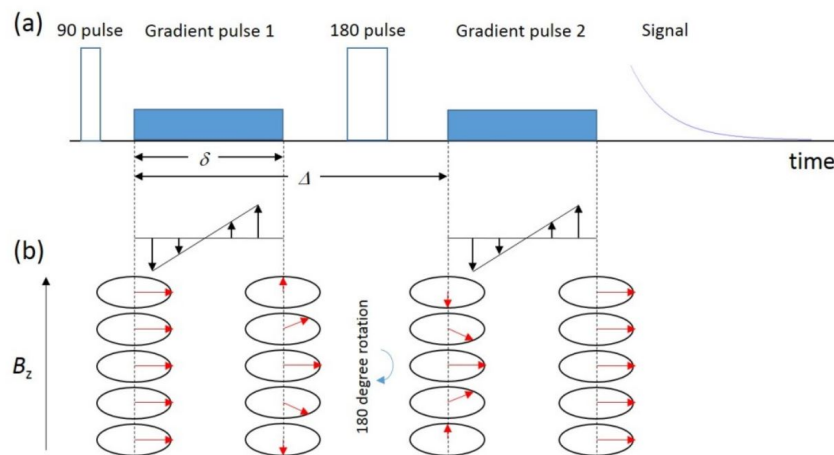 (a)
90 pulse Gradient pulse 1 180 pulse Gradient pulse 2 Signal
δ
Δ
time
(b)
Bz
180 degree rotation